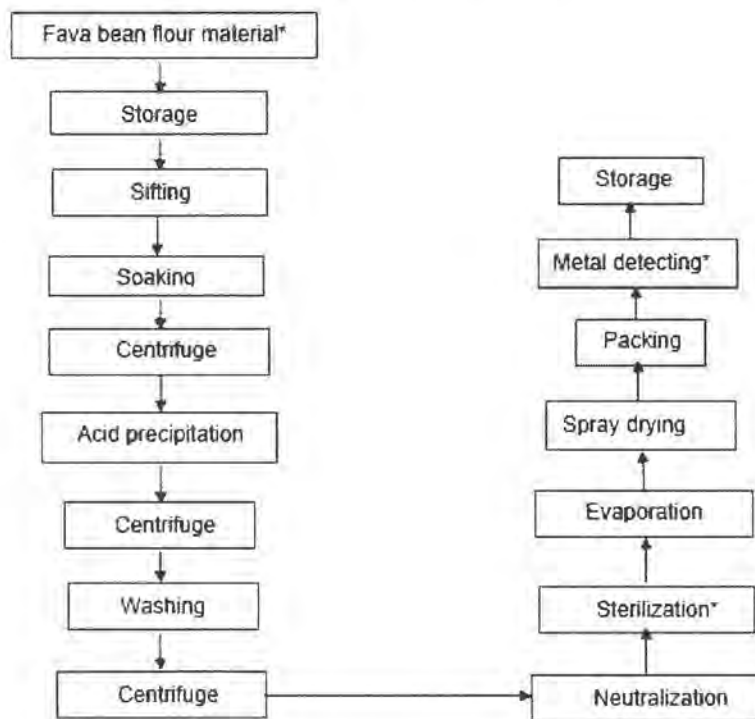 Fava bean flour material*
Storage
Sifting
Soaking
Centrifuge
Acid precipitation
Centrifuge
Washing
Centrifuge
Neutralization
Sterilization*
Evaporation
Spray drying
Packing
Metal detecting*
Storage